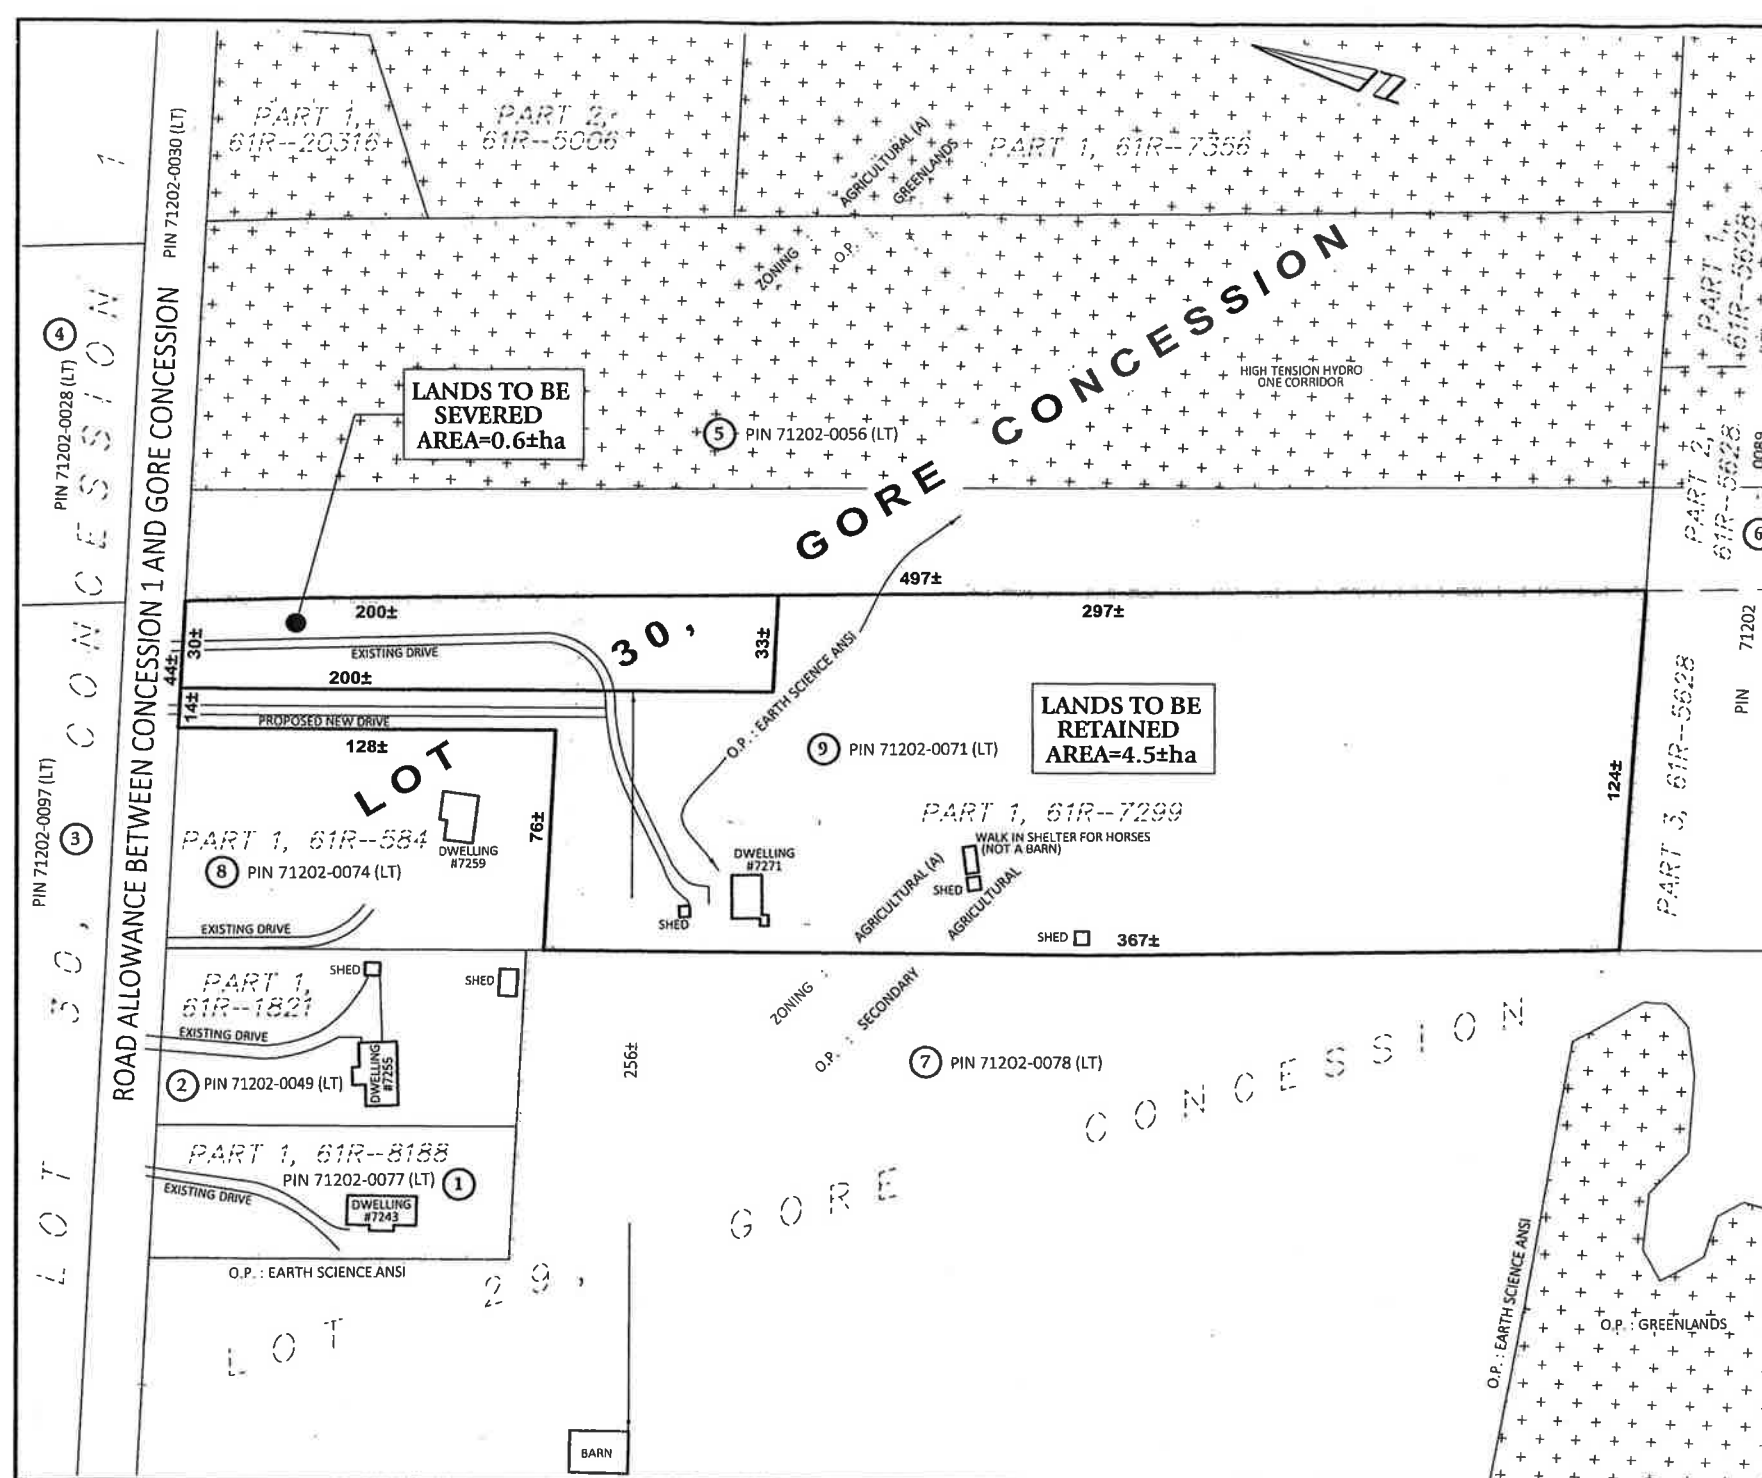 PART 1,
61R--20316
PART 2,
61R--5006
AGRICULTURAL (A)
GREENLANDS
PART 1, 61R--7356
ZONING :
O.P. :
PIN 71202-0030 (LT)
GORE CONCESSION
HIGH TENSION HYDRO
ONE CORRIDOR
PART 1,
61R--5628
PART 2,
61R--5628
0089
6
4
PIN 71202-0028 (LT)
LANDS TO BE
SEVERED
AREA=0.6±ha
5
PIN 71202-0056 (LT)
ROAD ALLOWANCE BETWEEN CONCESSION 1 AND GORE CONCESSION
497±
200±
297±
30±
44±
EXISTING DRIVE
30,
33±
200±
14±
PROPOSED NEW DRIVE
128±
LOT
O.P. : EARTH SCIENCE ANSI
9
PIN 71202-0071 (LT)
LANDS TO BE
RETAINED
AREA=4.5±ha
PIN 71202
124±
PART 3, 61R--5628
PIN 71202-0097 (LT)
3
PART 1, 61R--584
8
PIN 71202-0074 (LT)
DWELLING
#7259
76±
EXISTING DRIVE
PART 1, 61R--7299
WALK IN SHELTER FOR HORSES
(NOT A BARN)
DWELLING
#7271
SHED
SHED
AGRICULTURAL (A)
AGRICULTURAL
SHED
367±
LOT 30, CONCESSION 1
PART 1,
61R--1821
SHED
SHED
EXISTING DRIVE
2
PIN 71202-0049 (LT)
DWELLING
#7255
256±
ZONING :
O.P. : SECONDARY
7
PIN 71202-0078 (LT)
PART 1, 61R--8188
PIN 71202-0077 (LT)
1
EXISTING DRIVE
DWELLING
#7243
O.P. : EARTH SCIENCE ANSI
LOT 29, GORE CONCESSION
O.P. : EARTH SCIENCE ANSI
O.P. : GREENLANDS
BARN